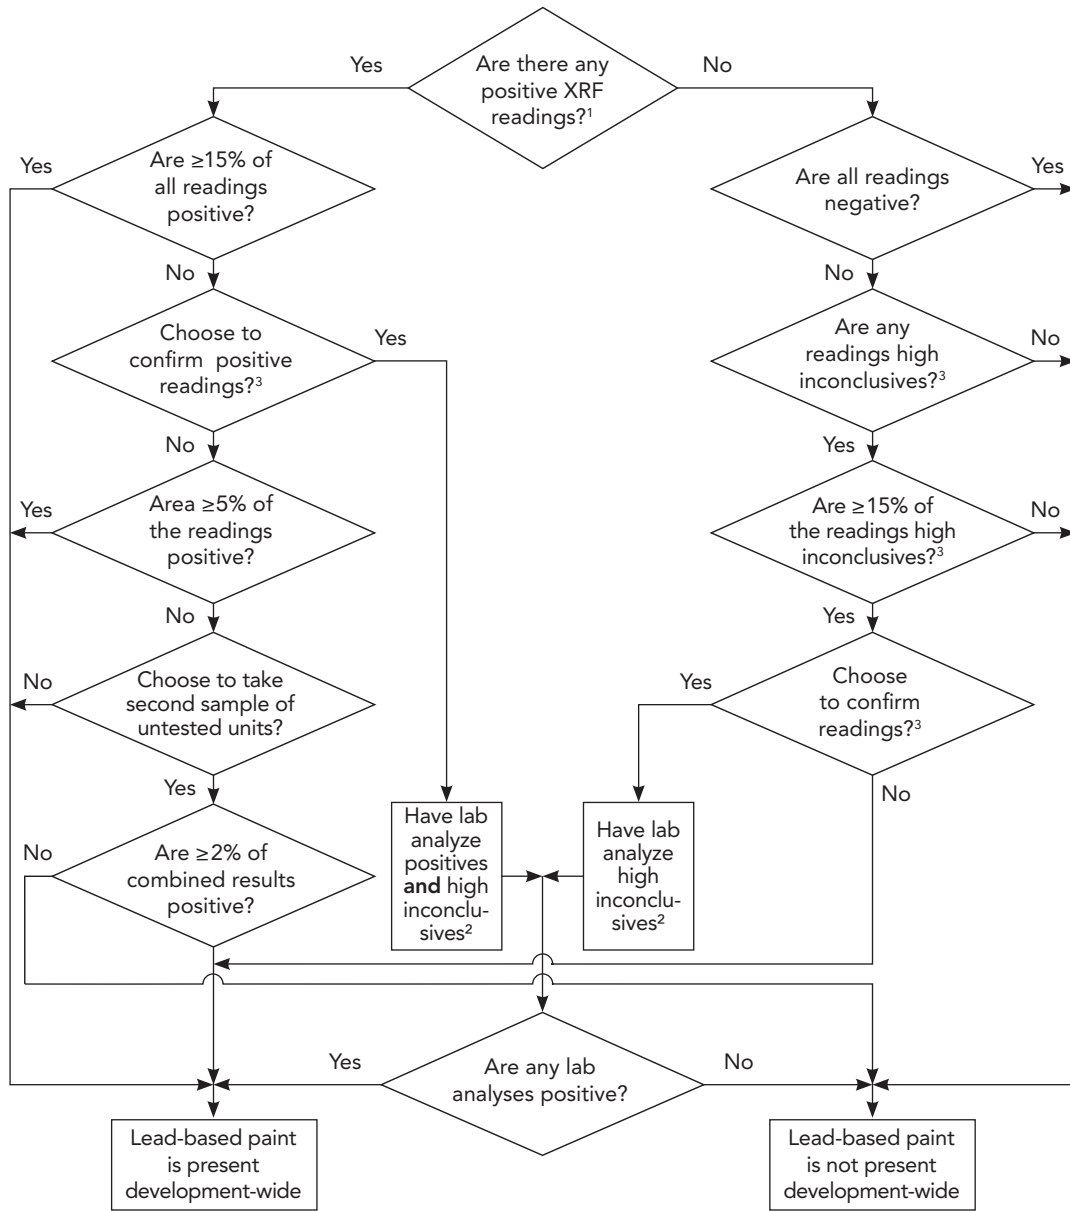 Yes
Are there any
positive XRF
readings?¹
No
Yes
Are ≥15% of
all readings
positive?
Are all readings
negative?
Yes
No
No
Choose to
confirm positive
readings?³
Yes
Are any
readings high
inconclusives?³
No
No
Yes
Yes
Area ≥5% of
the readings
positive?
Are ≥15% of
the readings high
inconclusives?³
No
No
Yes
No
Choose to take
second sample of
untested units?
Yes
Choose
to confirm
readings?³
Yes
No
No
Are ≥2% of
combined results
positive?
Have lab
analyze
positives
and high
inconclu-
sives²
Have lab
analyze
high
inconclu-
sives²
Yes
Are any lab
analyses positive?
No
Lead-based paint
is present
development-wide
Lead-based paint
is not present
development-wide